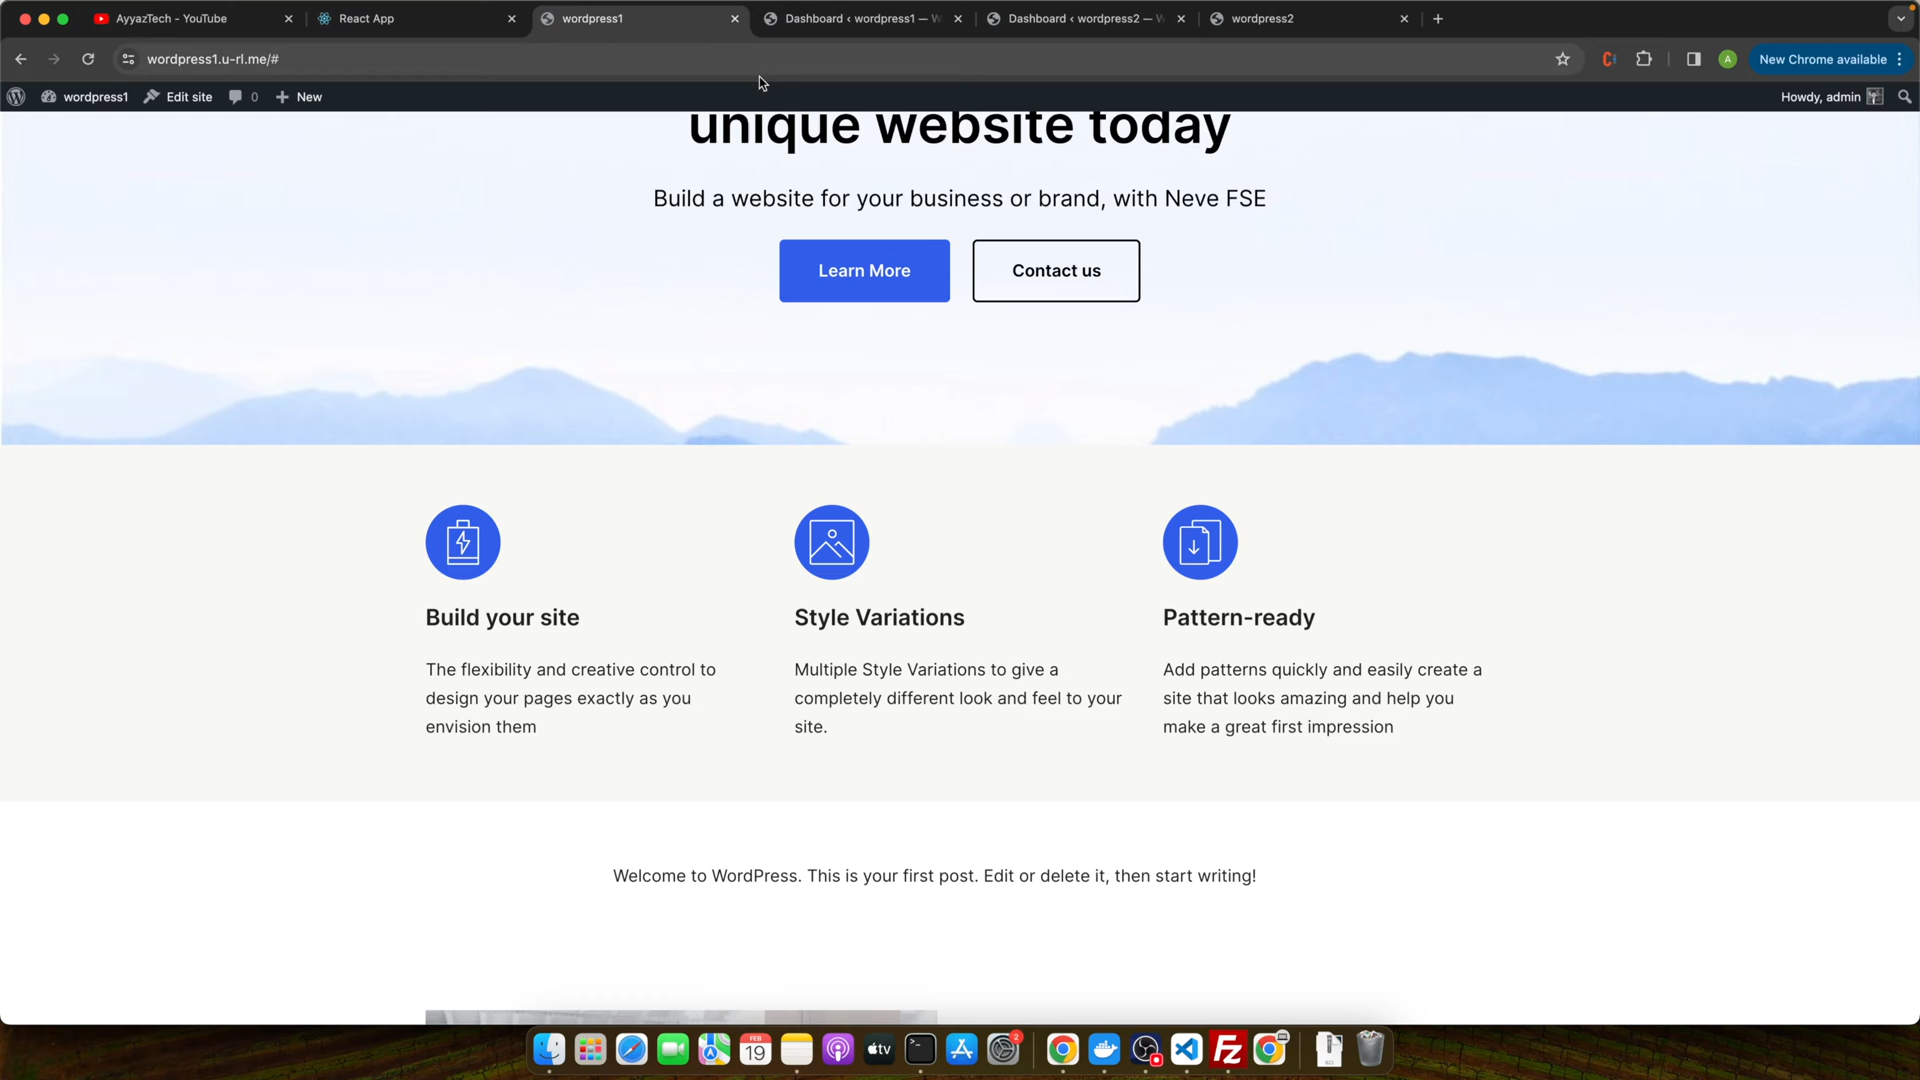 AyyazTech - YouTube
React App
wordpress1
Dashboard ‹ wordpress1 — W
Dashboard ‹ wordpress2 — W
wordpress2
wordpress1.u-rl.me/#
New Chrome available
wordpress1
Edit site
0
New
Howdy, admin
unique website today
Build a website for your business or brand, with Neve FSE
Learn More
Contact us
Build your site
Style Variations
Pattern-ready
The flexibility and creative control to
design your pages exactly as you
envision them
Multiple Style Variations to give a
completely different look and feel to your
site.
Add patterns quickly and easily create a
site that looks amazing and help you
make a great first impression
Welcome to WordPress. This is your first post. Edit or delete it, then start writing!
FEB
19
tv
2
Fz